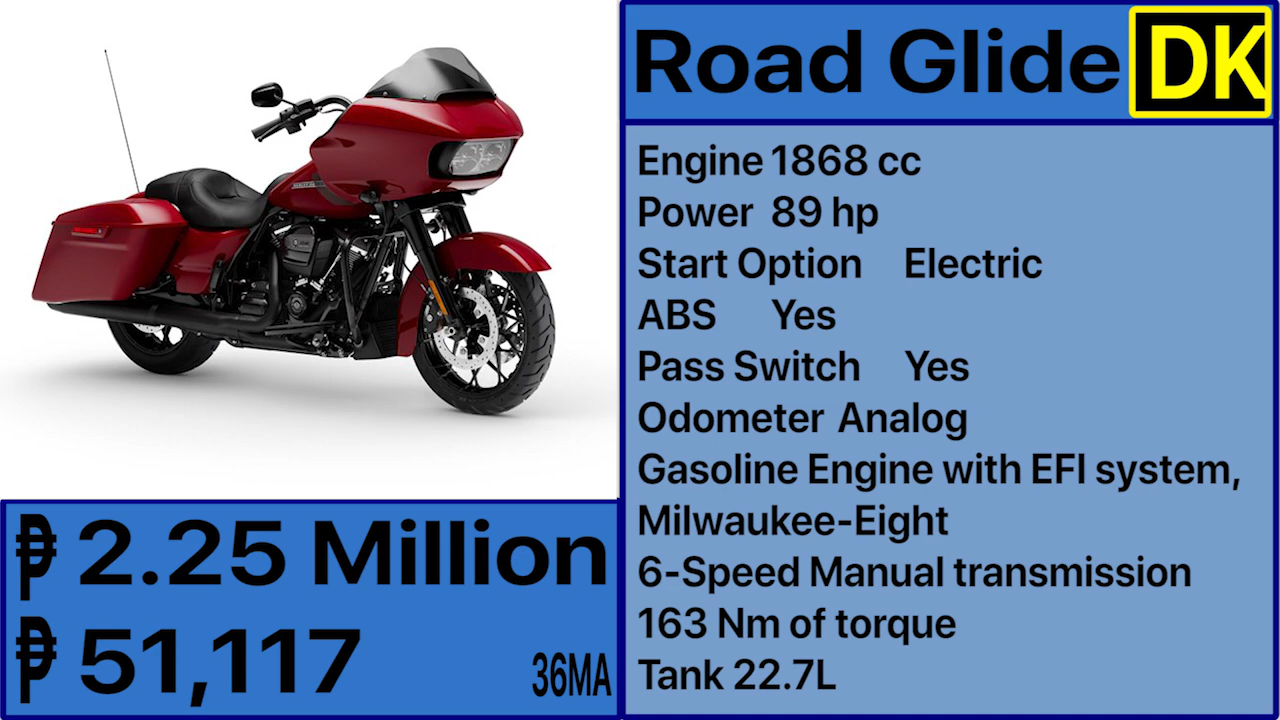 Road Glide DK
Engine 1868 cc
Power 89 hp
Start Option Electric
ABS Yes
Pass Switch Yes
Odometer Analog
Gasoline Engine with EFI system,
Milwaukee-Eight
6-Speed Manual transmission
163 Nm of torque
Tank 22.7L
₱ 2.25 Million
₱ 51,117 36MA